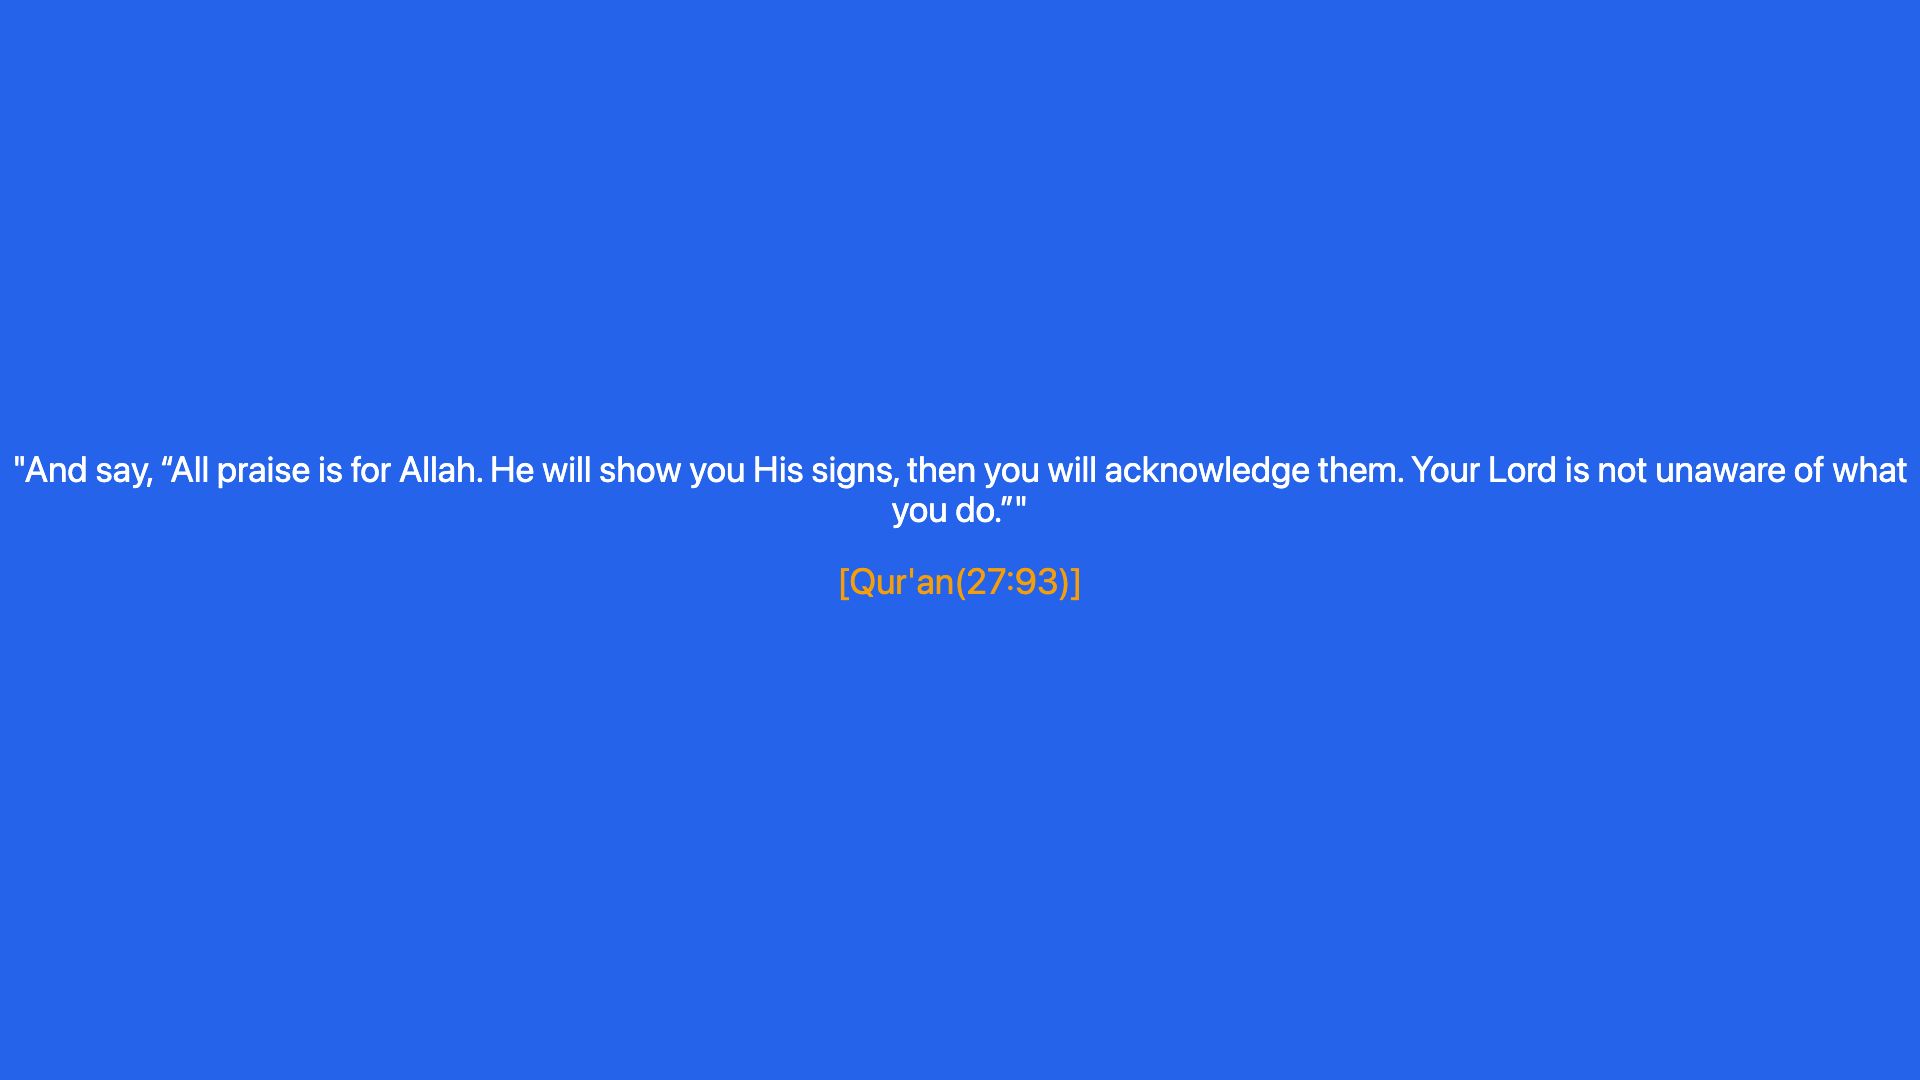 "And say, “All praise is for Allah. He will show you His signs, then you will acknowledge them. Your Lord is not unaware of what
you do.”"
[Qur'an(27:93)]